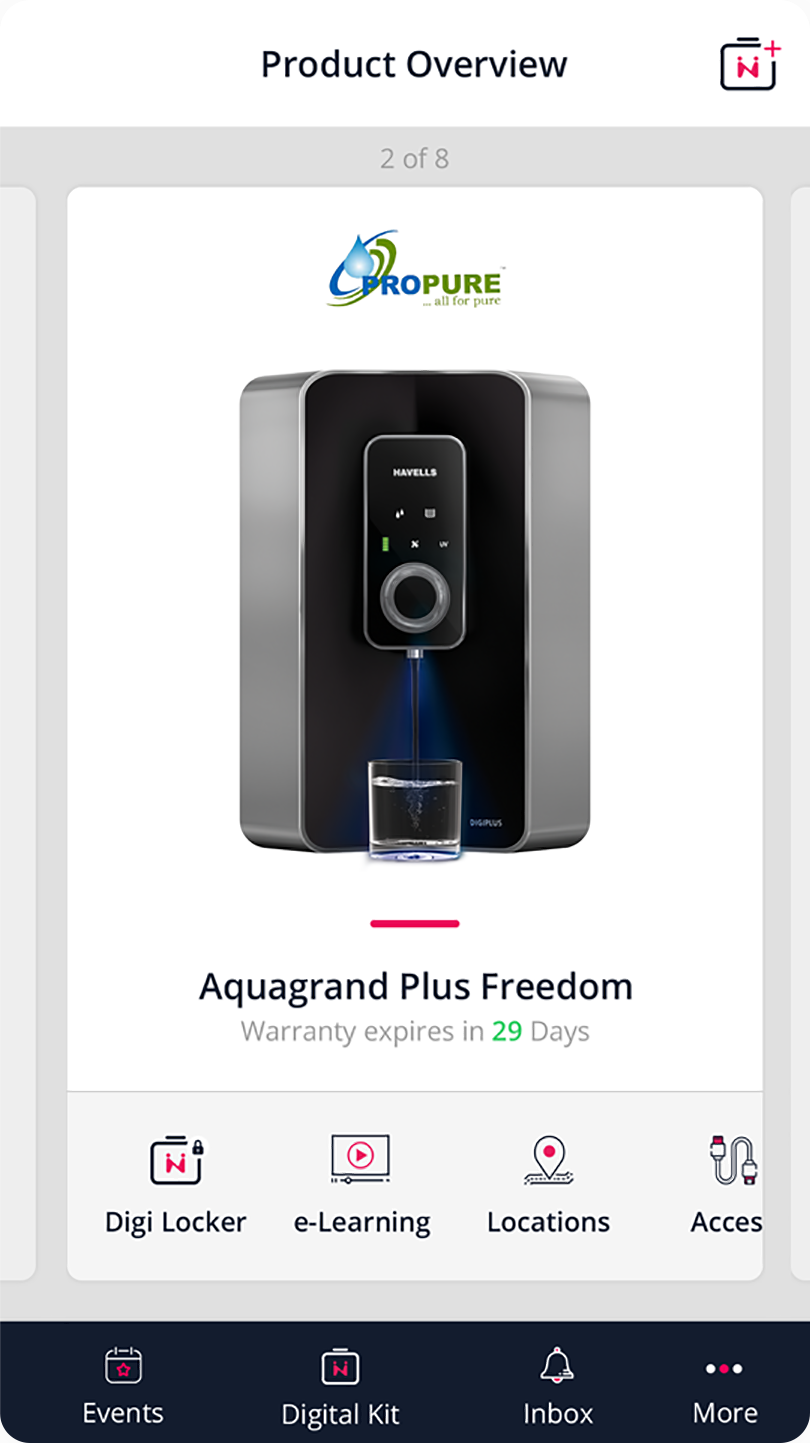 Product Overview
2 of 8
PROPURE
... all for pure
HAVELLS
UV
DIGIPLUS
Aquagrand Plus Freedom
Warranty expires in 29 Days
Digi Locker
e-Learning
Locations
Acces
Events
Digital Kit
Inbox
More